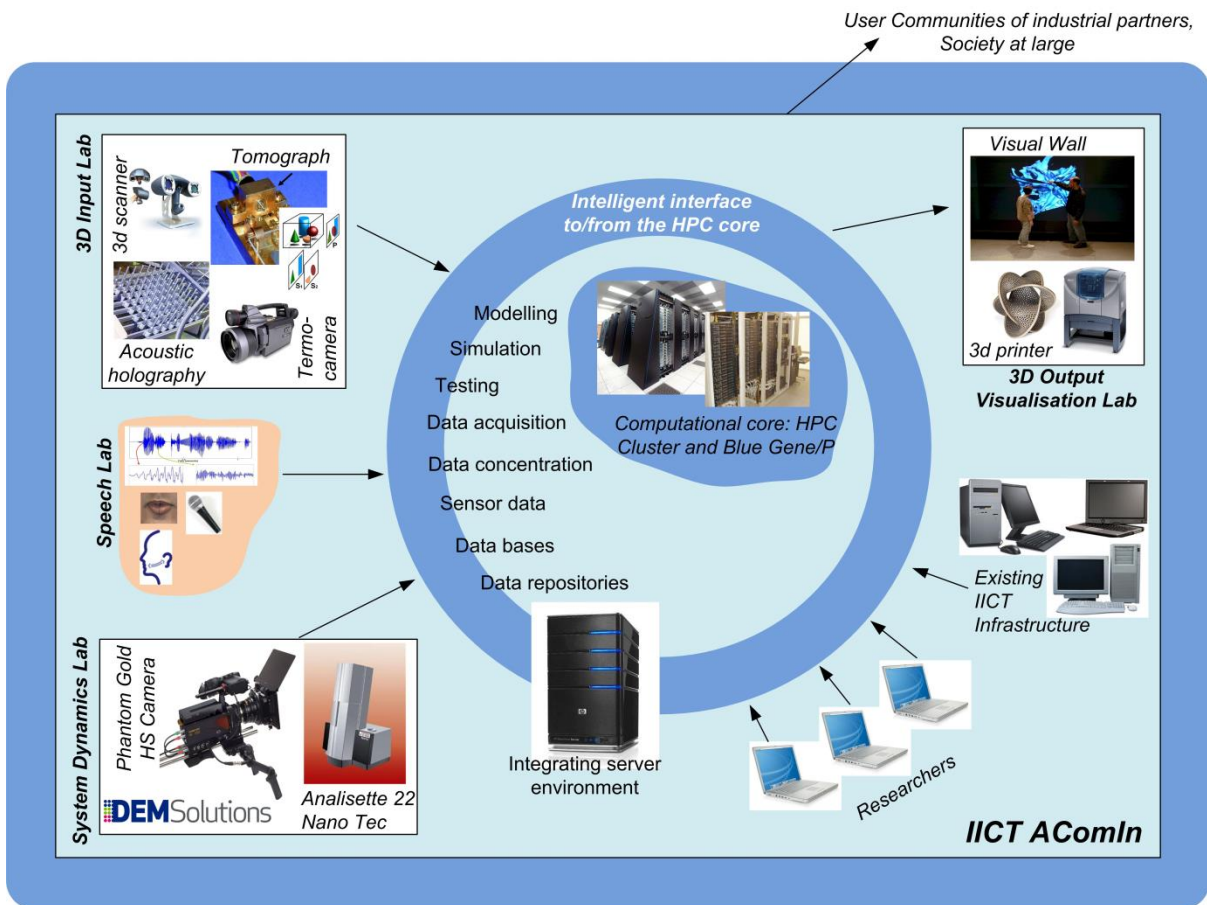 User Communities of industrial partners,
Society at large
3D Input Lab
3d scanner
Tomograph
P
S₁
S₂
Acoustic
holography
Termo-
camera
Intelligent interface
to/from the HPC core
Visual Wall
3d printer
3D Output
Visualisation Lab
Modelling
Simulation
Testing
Data acquisition
Data concentration
Sensor data
Data bases
Data repositories
Computational core: HPC
Cluster and Blue Gene/P
Speech Lab
Existing
IICT
Infrastructure
System Dynamics Lab
Phantom Gold
HS Camera
DEMSolutions
Analisette 22
Nano Tec
hp
Integrating server
environment
Researchers
IICT AComIn